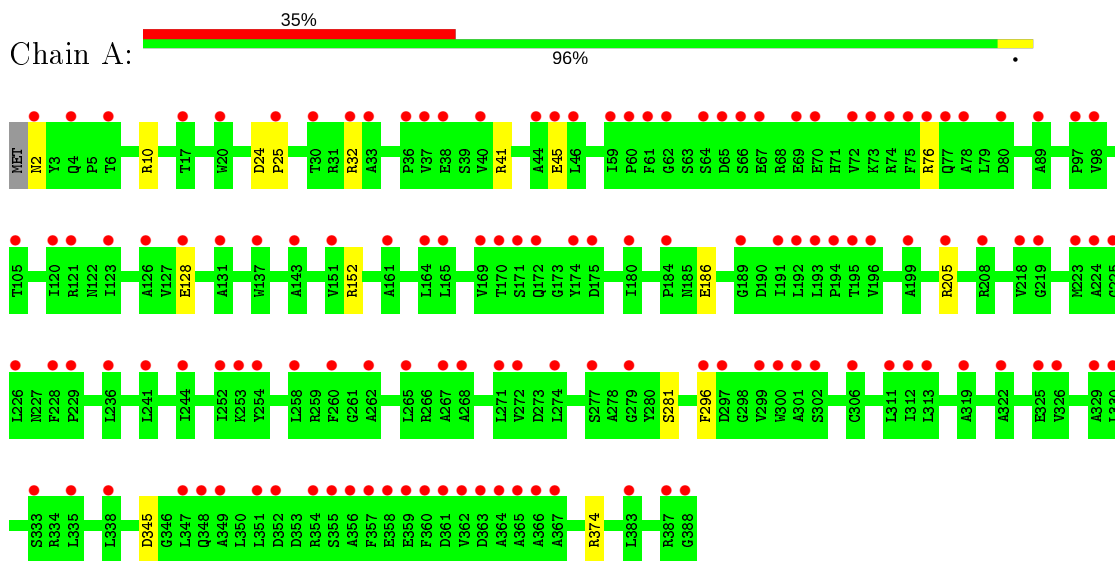 35%
Chain A:
96%
MET N2 Y3 Q4 P5 T6 R10 T17 W20 D24 P25 T30 R31 R32 A33 P36 V37 E38 S39 V40 R41 A44 E45 L46 I59 P60 F61 G62 S63 S64 D65 S66 E67 R68 E69 E70 H71 V72 K73 R74 F75 R76 Q77 A78 L79 D80 A89 P97 V98
T105 I120 R121 N122 I123 A126 V127 E128 A131 W137 A143 V151 R152 A161 L164 L165 V169 T170 S171 Q172 G173 Y174 D175 I180 P184 N185 E186 G189 D190 I191 L192 L193 P194 T195 V196 A199 R205 R208 V218 G219 M223 A224
L226 N227 F228 P229 L236 L241 I244 I252 K253 Y254 L258 R259 F260 G261 A262 L265 R266 A267 A268 L271 V272 D273 L274 S277 A278 G279 Y280 S281 F296 D297 G298 V299 W300 A301 S302 C306 L311 I312 L313 A319 A322 E325 V326 A329
S333 R334 L335 L338 D345 G346 L347 Q348 A349 L350 L351 D352 D353 R354 S355 A356 F357 E358 E359 F360 D361 V362 D363 A364 A365 A366 A367 R374 L383 R387 G388